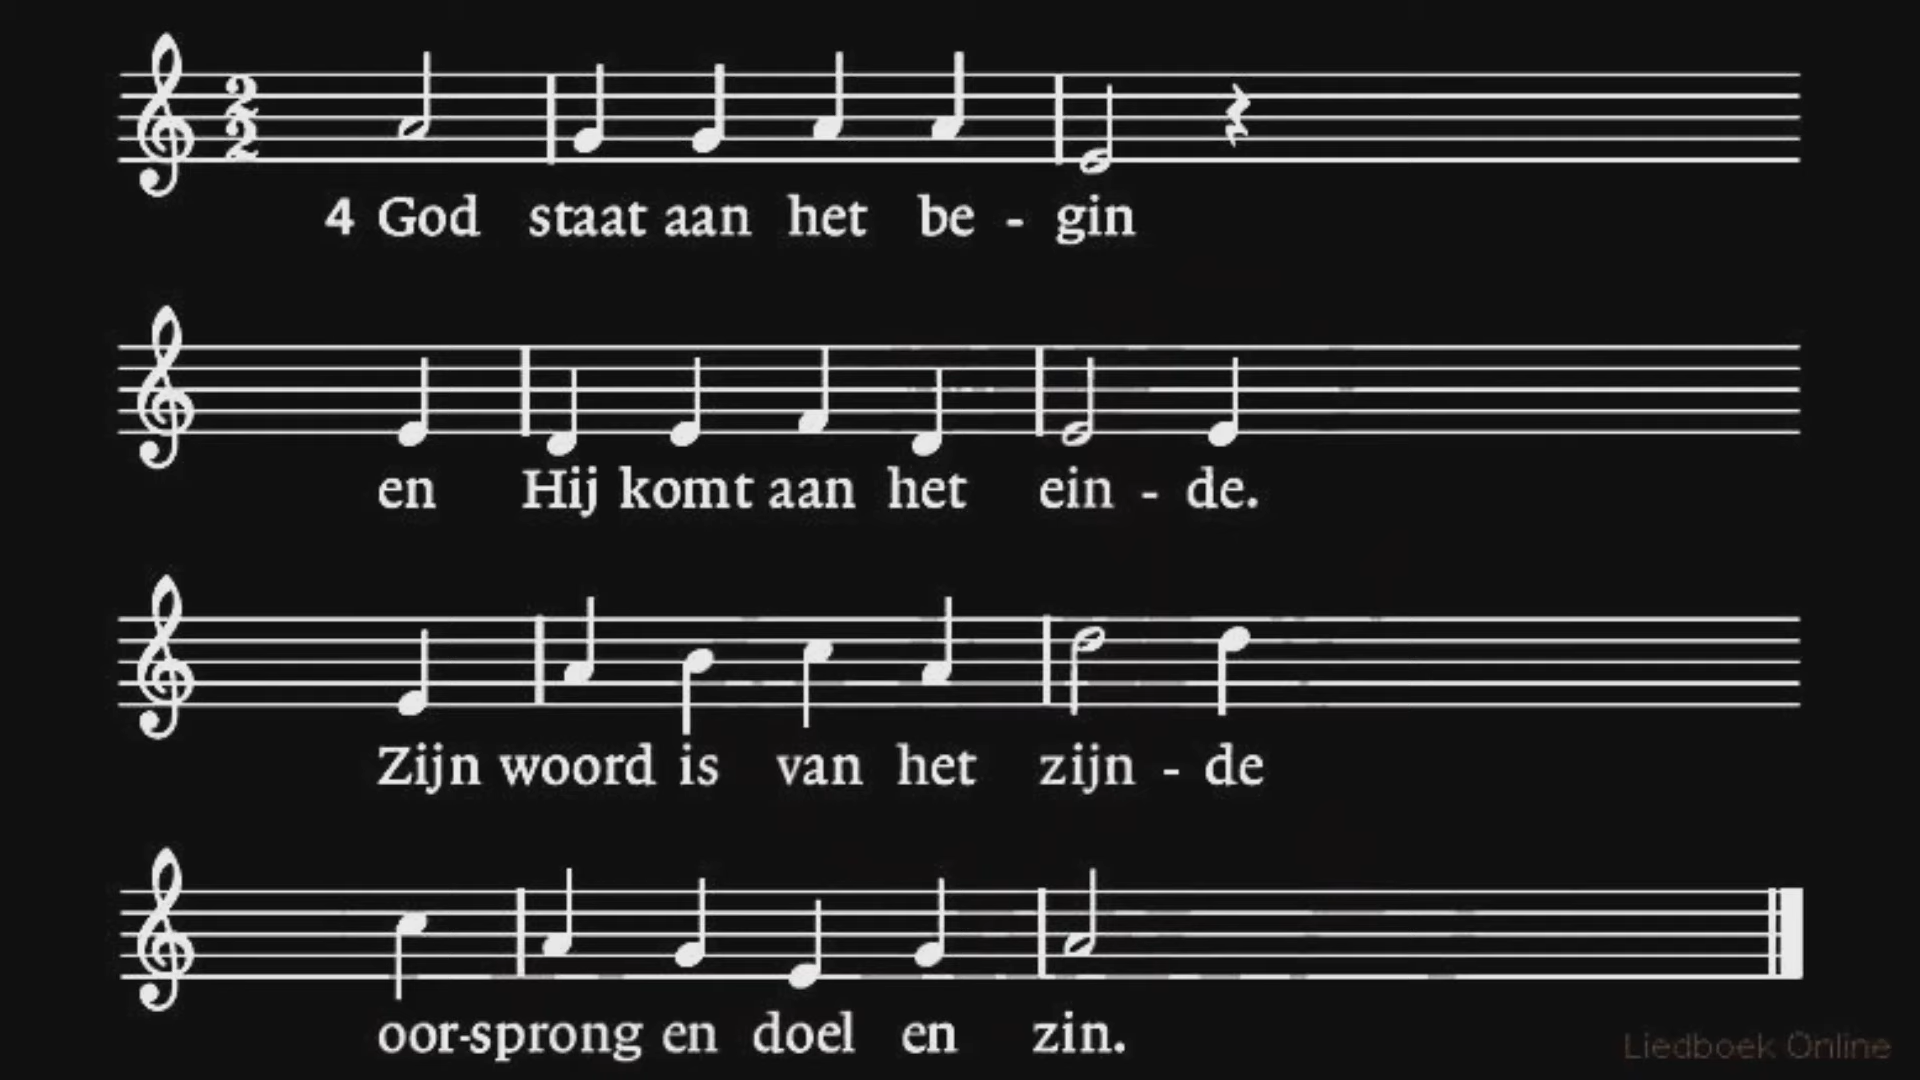 4 God staat aan het be - gin
en Hij komt aan het ein - de.
Zijn woord is van het zijn - de
oor-sprong en doel en zin.
Liedboek Online